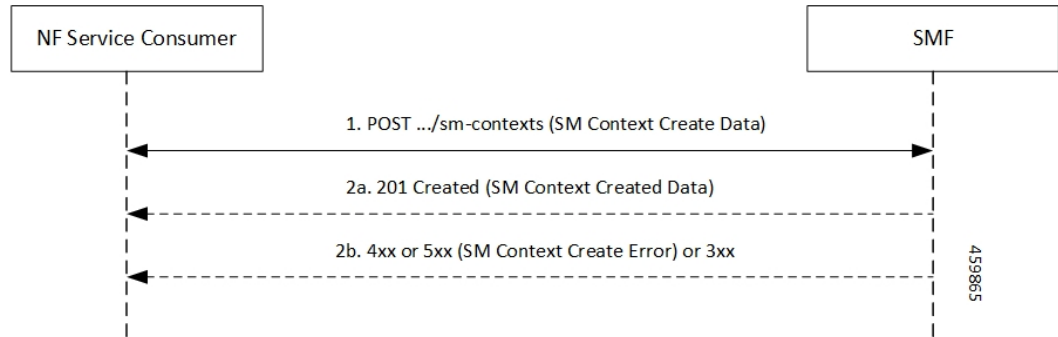 NF Service Consumer
SMF
1. POST .../sm-contexts (SM Context Create Data)
2a. 201 Created (SM Context Created Data)
2b. 4xx or 5xx (SM Context Create Error) or 3xx
459865